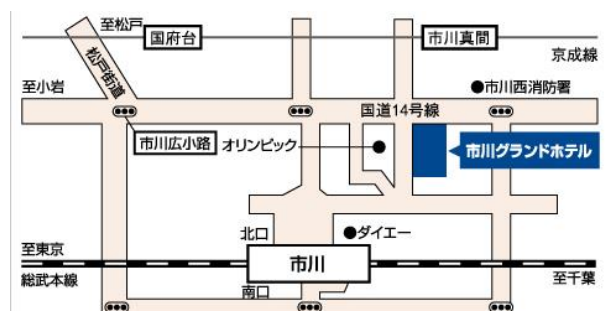 至松戸
国府台
市川真間
京成線
松戸街道
至小岩
国道14号線
●市川西消防署
市川広小路
オリンピック
市川グランドホテル
北口
●ダイエー
至東京
市川
総武本線
至千葉
南口